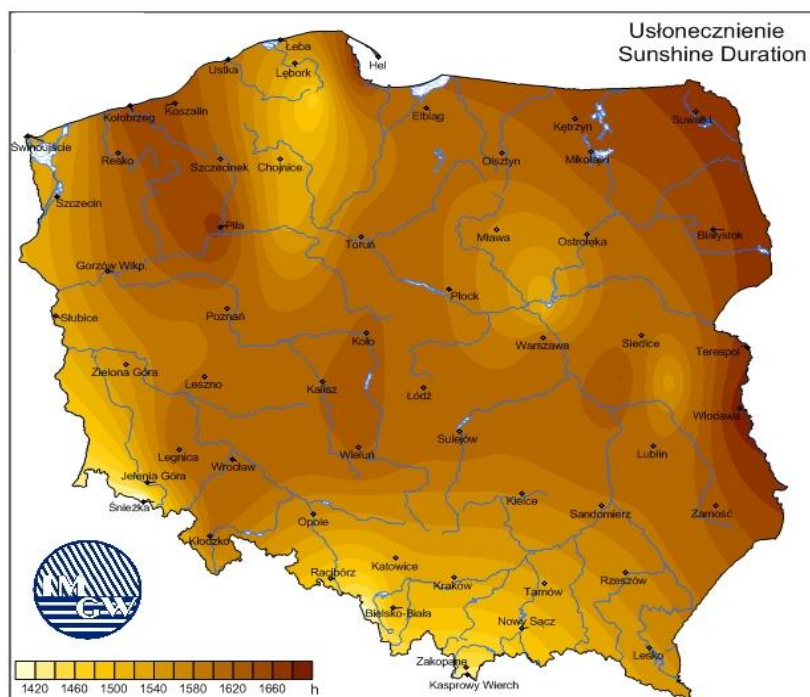 Usłonecznienie
Sunshine Duration
Łeba
Ustka
Lębork
Hel
Kołobrzeg
Koszalin
Elbląg
Kętrzyn
Suwałki
Świnoujście
Resko
Szczecinek
Chojnice
Olsztyn
Mikołajki
Szczecin
Piła
Toruń
Mława
Ostrołęka
Białystok
Gorzów Wlkp.
Płock
Słubice
Poznań
Koło
Warszawa
Siedlce
Terespol
Zielona Góra
Leszno
Kalisz
Łódź
Włodawa
Legnica
Wrocław
Wieluń
Sulejów
Lublin
Jelenia Góra
Śnieżka
Opole
Kielce
Sandomierz
Zamość
Kłodzko
Racibórz
Katowice
Kraków
Tarnów
Rzeszów
Bielsko-Biała
Nowy Sącz
Lesko
Zakopane
Kasprowy Wierch
IM
GW
1420 1460 1500 1540 1580 1620 1660 h